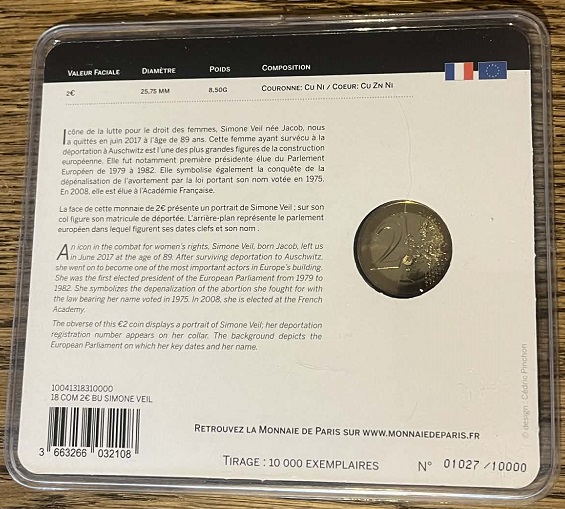 VALEUR FACIALE DIAMÈTRE POIDS COMPOSITION
2€ 25,75 MM 8,50G COURONNE: CU NI / COEUR: CU ZN NI
Icône de la lutte pour le droit des femmes, Simone Veil née Jacob, nous
a quittés en juin 2017 à l'âge de 89 ans. Cette femme ayant survécu à la
déportation à Auschwitz est l'une des plus grandes figures de la construction
européenne. Elle fut notamment première présidente élue du Parlement
Européen de 1979 à 1982. Elle symbolise également la conquête de la
dépénalisation de l'avortement par la loi portant son nom votée en 1975.
En 2008, elle est élue à l'Académie Française.
La face de cette monnaie de 2€ présente un portrait de Simone Veil ; sur son
col figure son matricule de déportée. L'arrière-plan représente le parlement
européen dans lequel figurent ses dates clefs et son nom .
An icon in the combat for women's rights, Simone Veil, born Jacob, left us
in June 2017 at the age of 89. After surviving deportation to Auschwitz,
she went on to become one of the most important actors in Europe's building.
She was the first elected president of the European Parliament from 1979 to
1982. She symbolizes the depenalization of the abortion she fought for with
the law bearing her name voted in 1975. In 2008, she is elected at the French
Academy.
The obverse of this €2 coin displays a portrait of Simone Veil; her deportation
registration number appears on her collar. The background depicts the
European Parliament on which her key dates and her name.
2
© design : Cédric Pinchon
10041318310000
18 COM 2€ BU SIMONE VEIL
3 663266 032108
RETROUVEZ LA MONNAIE DE PARIS SUR WWW.MONNAIEDEPARIS.FR
TIRAGE : 10 000 EXEMPLAIRES N° 01027 /10000